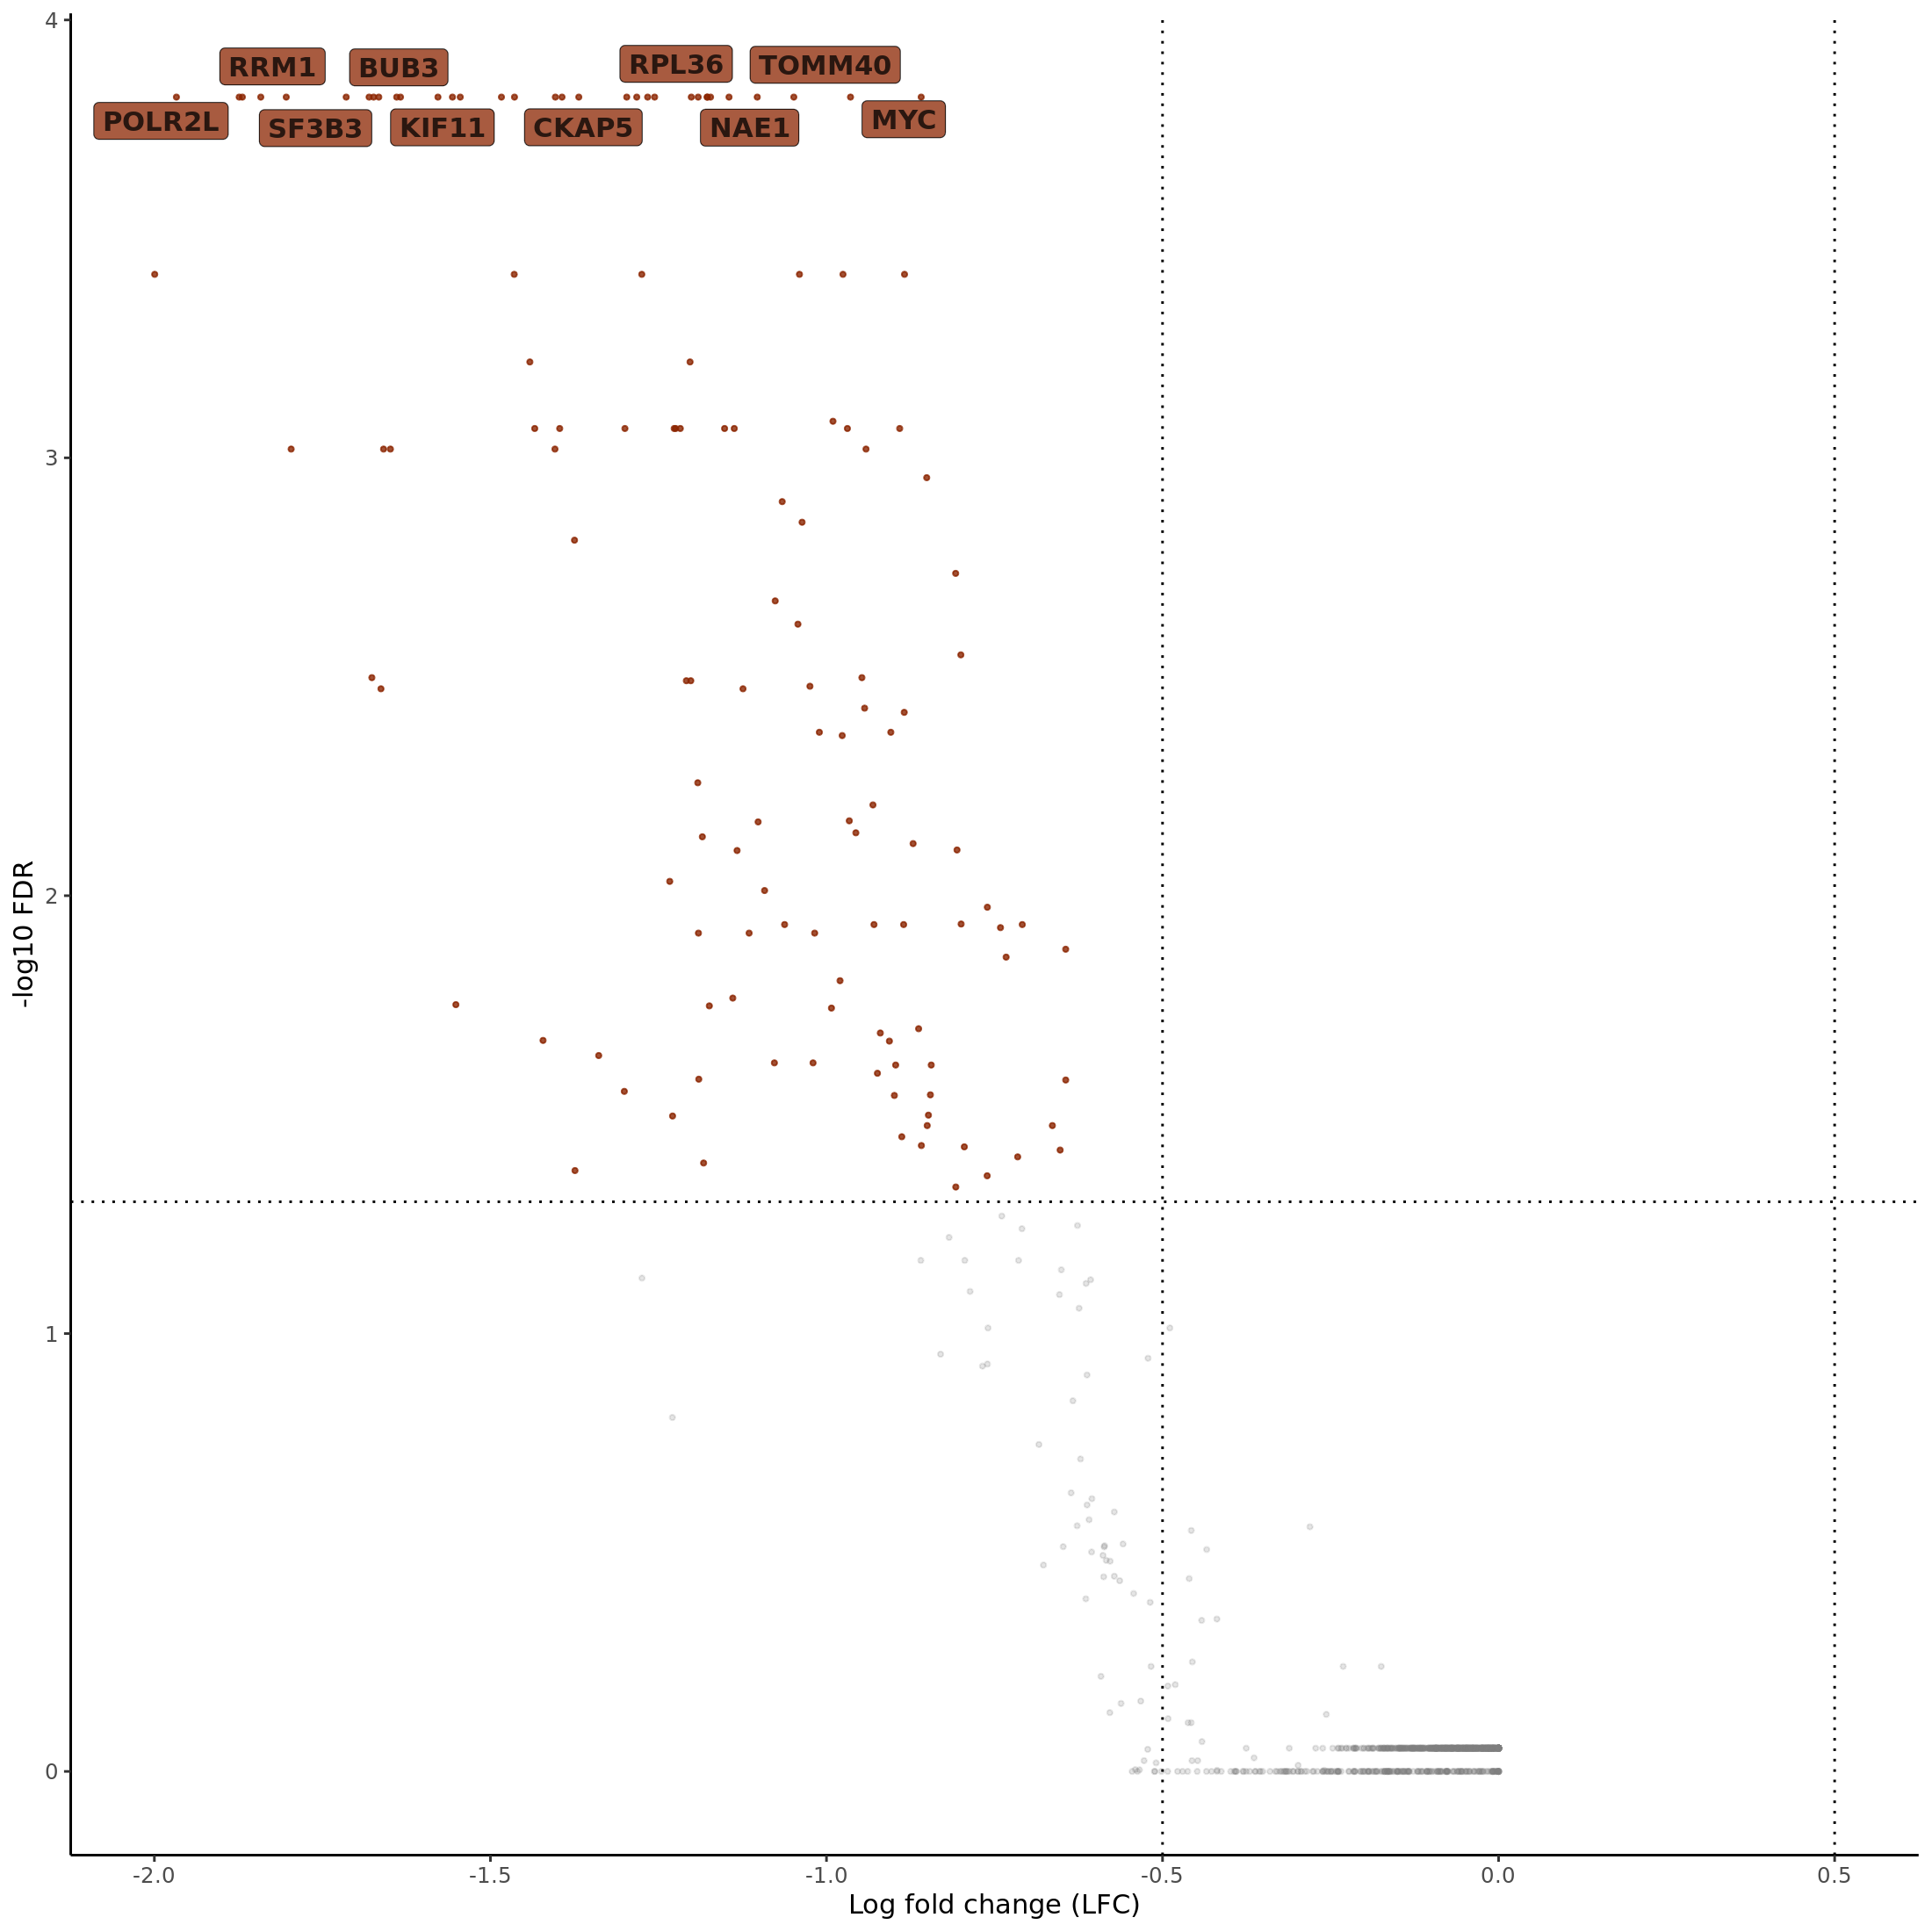 4
RRM1 BUB3 RPL36 TOMM40
POLR2L SF3B3 KIF11 CKAP5 NAE1 MYC
3
2
1
0
-log10 FDR
-2.0 -1.5 -1.0 -0.5 0.0 0.5
Log fold change (LFC)